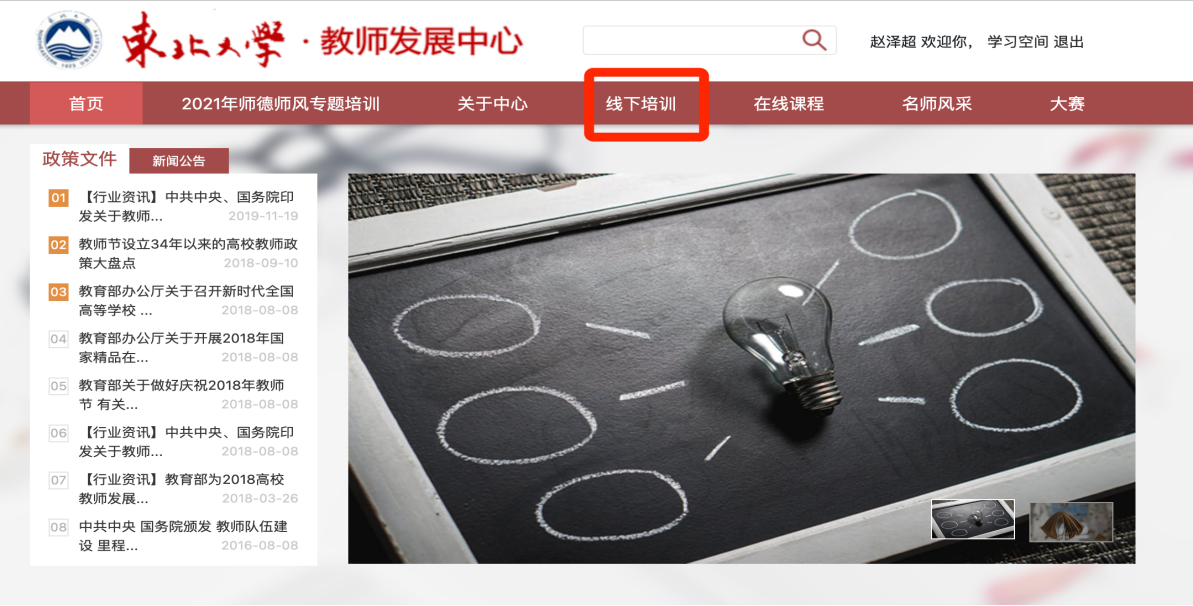 東北大学·教师发展中心
赵泽超 欢迎你， 学习空间 退出
首页 2021年师德师风专题培训 关于中心 线下培训 在线课程 名师风采 大赛
政策文件 新闻公告
01 【行业资讯】中共中央、国务院印
发关于教师... 2019-11-19
02 教师节设立34年以来的高校教师政
策大盘点 2018-09-10
03 教育部办公厅关于召开新时代全国
高等学校 ... 2018-08-08
04 教育部办公厅关于开展2018年国
家精品在... 2018-08-08
05 教育部关于做好庆祝2018年教师
节 有关... 2018-08-08
06 【行业资讯】中共中央、国务院印
发关于教师... 2018-08-08
07 【行业资讯】教育部为2018高校
教师发展... 2018-03-26
08 中共中央 国务院颁发 教师队伍建
设 里程... 2016-08-08